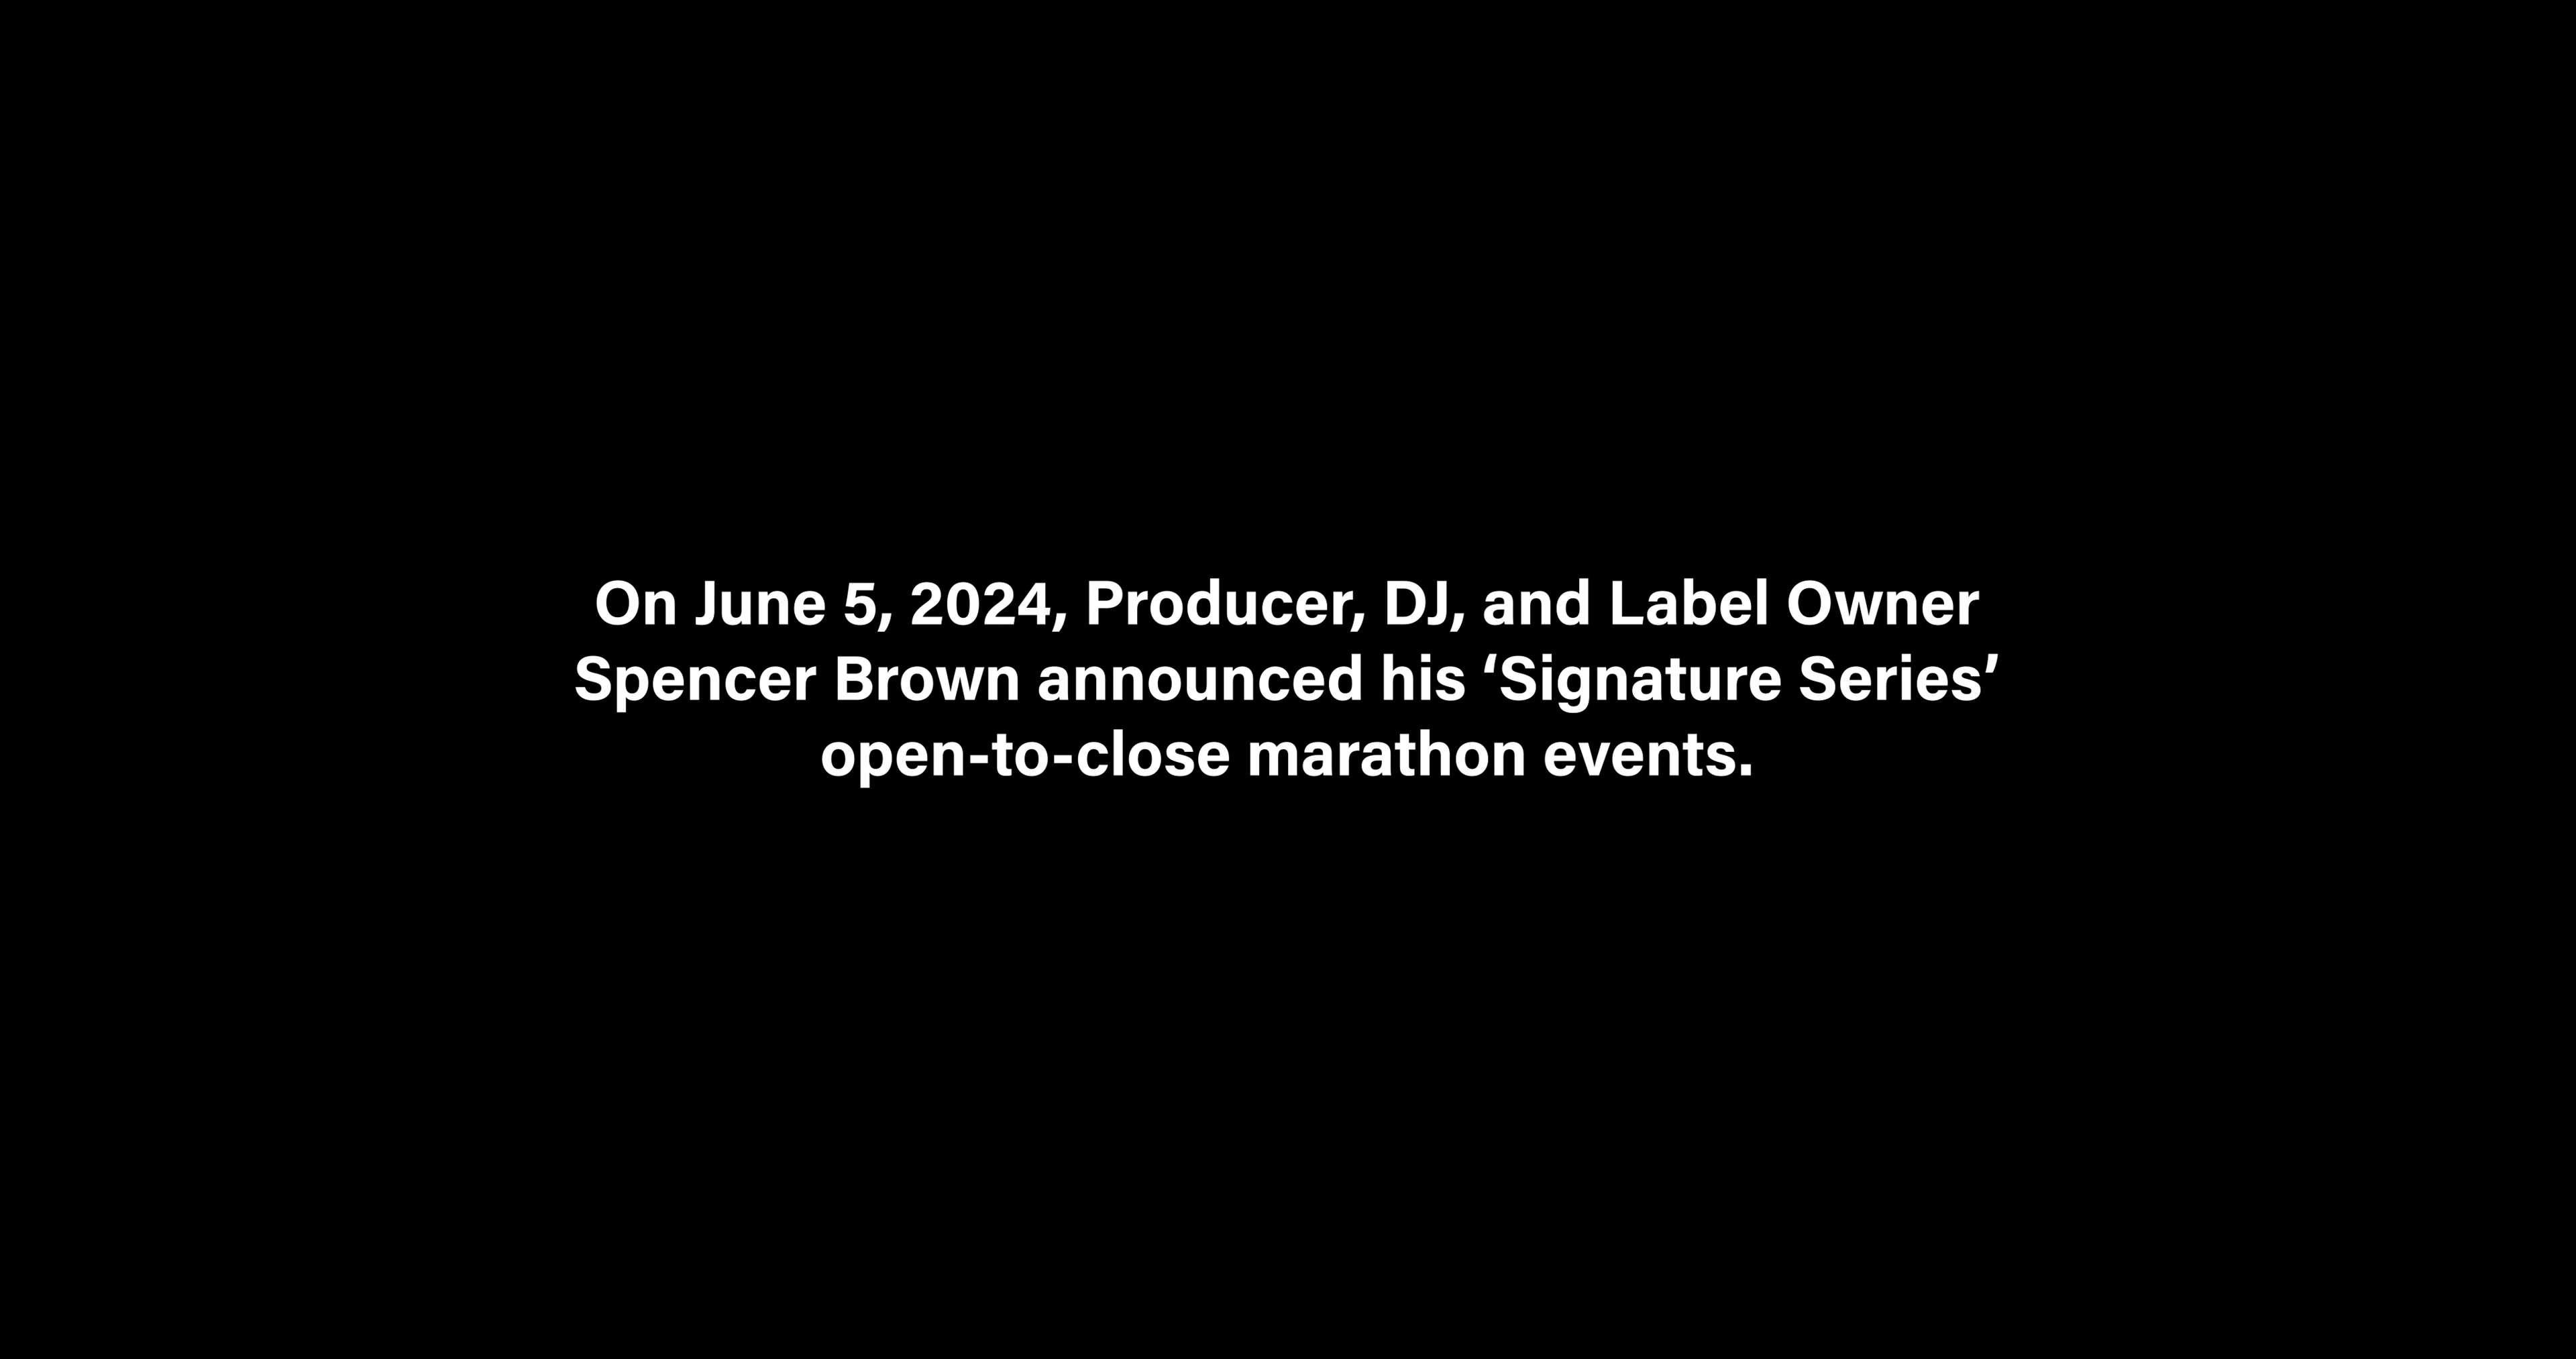 On June 5, 2024, Producer, DJ, and Label Owner
Spencer Brown announced his ‘Signature Series’
open-to-close marathon events.